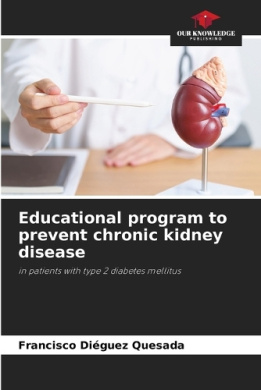 OUR KNOWLEDGE
PUBLISHING
Educational program to
prevent chronic kidney
disease
in patients with type 2 diabetes mellitus
Francisco Diéguez Quesada